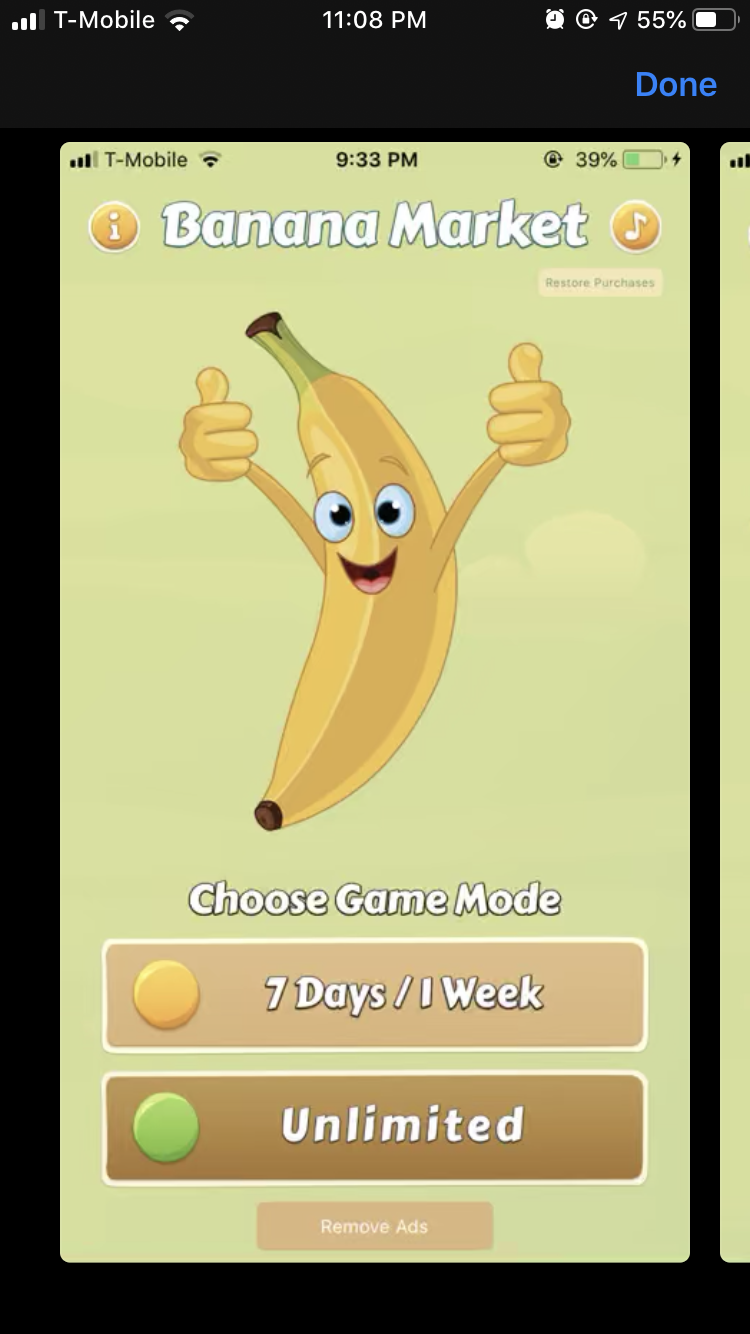 T-Mobile 11:08 PM 55%
Done
T-Mobile 9:33 PM 39%
i Banana Market
Restore Purchases
Choose Game Mode
7 Days / 1 Week
Unlimited
Remove Ads